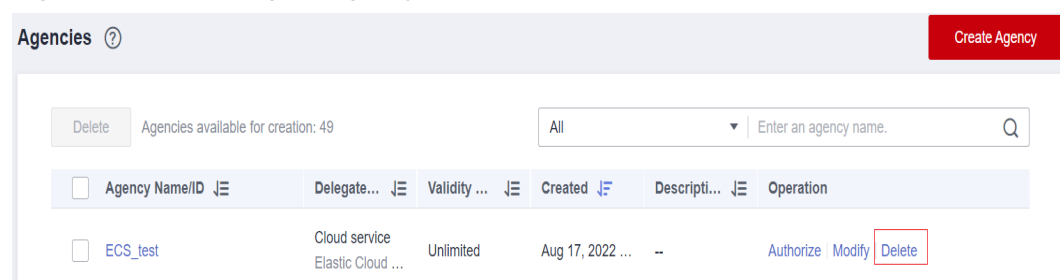 Agencies ?
Create Agency
Delete Agencies available for creation: 49 All Enter an agency name.
Agency Name/ID Delegate... Validity ... Created Descripti... Operation
ECS_test Cloud service Elastic Cloud ... Unlimited Aug 17, 2022 ... -- Authorize Modify Delete